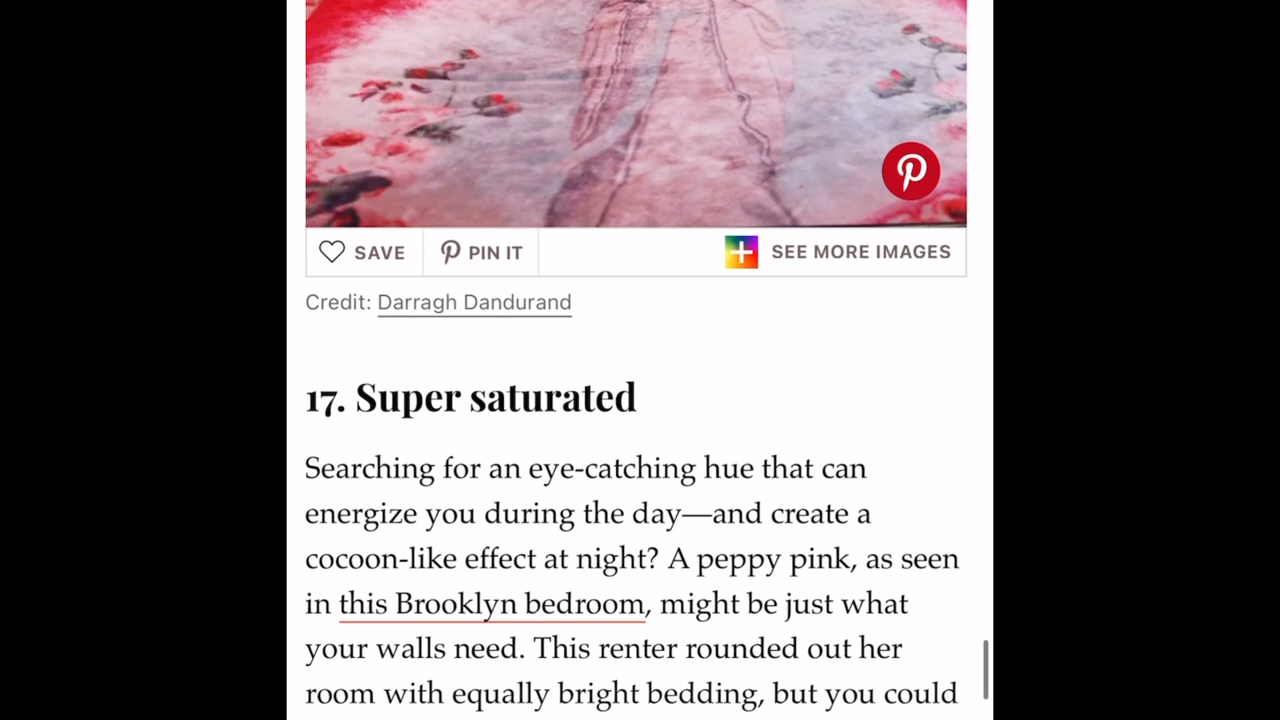 SAVE
PIN IT
SEE MORE IMAGES
Credit: Darragh Dandurand
17. Super saturated
Searching for an eye-catching hue that can
energize you during the day—and create a
cocoon-like effect at night? A peppy pink, as seen
in this Brooklyn bedroom, might be just what
your walls need. This renter rounded out her
room with equally bright bedding, but you could